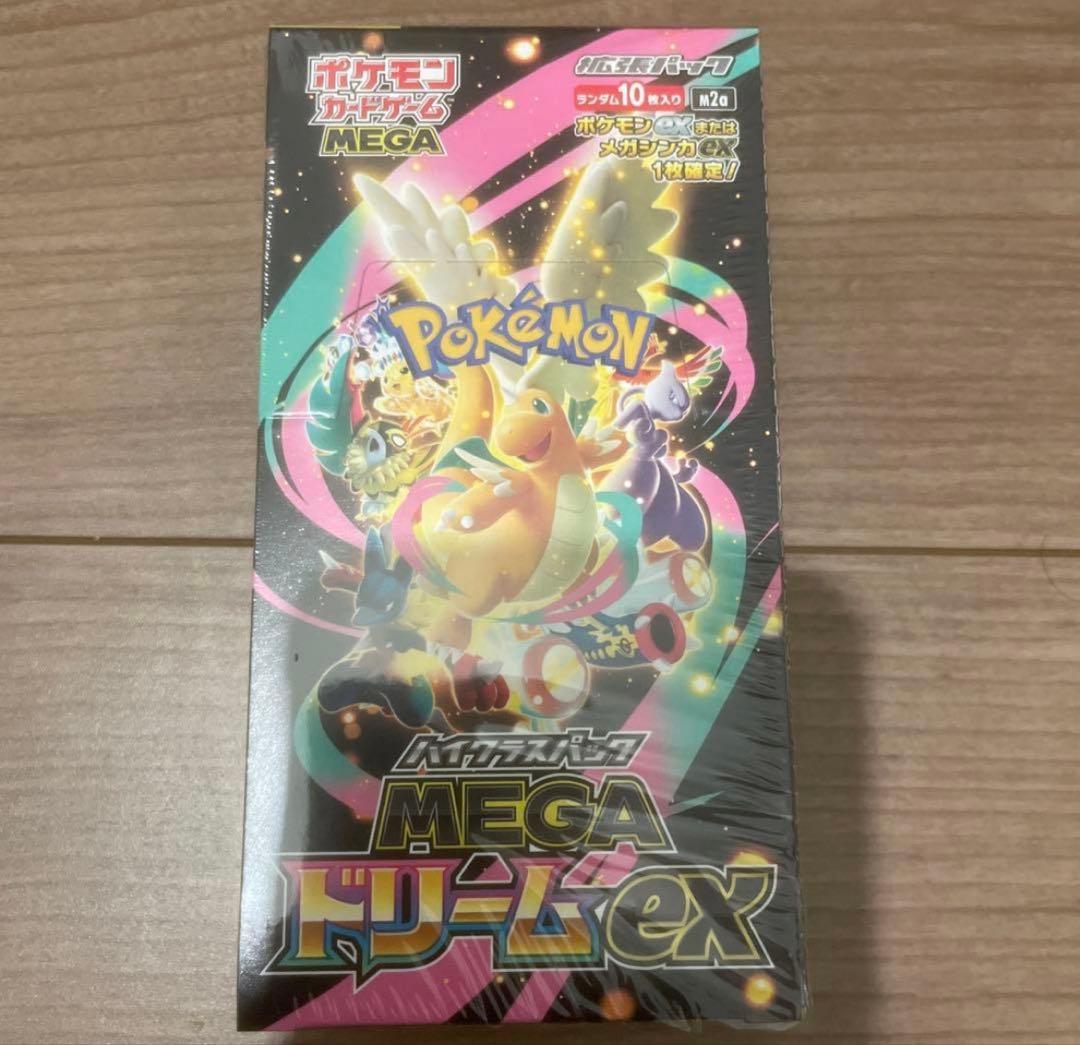 ポケモン
カードゲーム
MEGA
拡張パック
ランダム10枚入り M2a
ポケモンexまたは
メガシンカex
1枚確定!
POKéMON
ハイクラスパック
MEGA
ドリームex